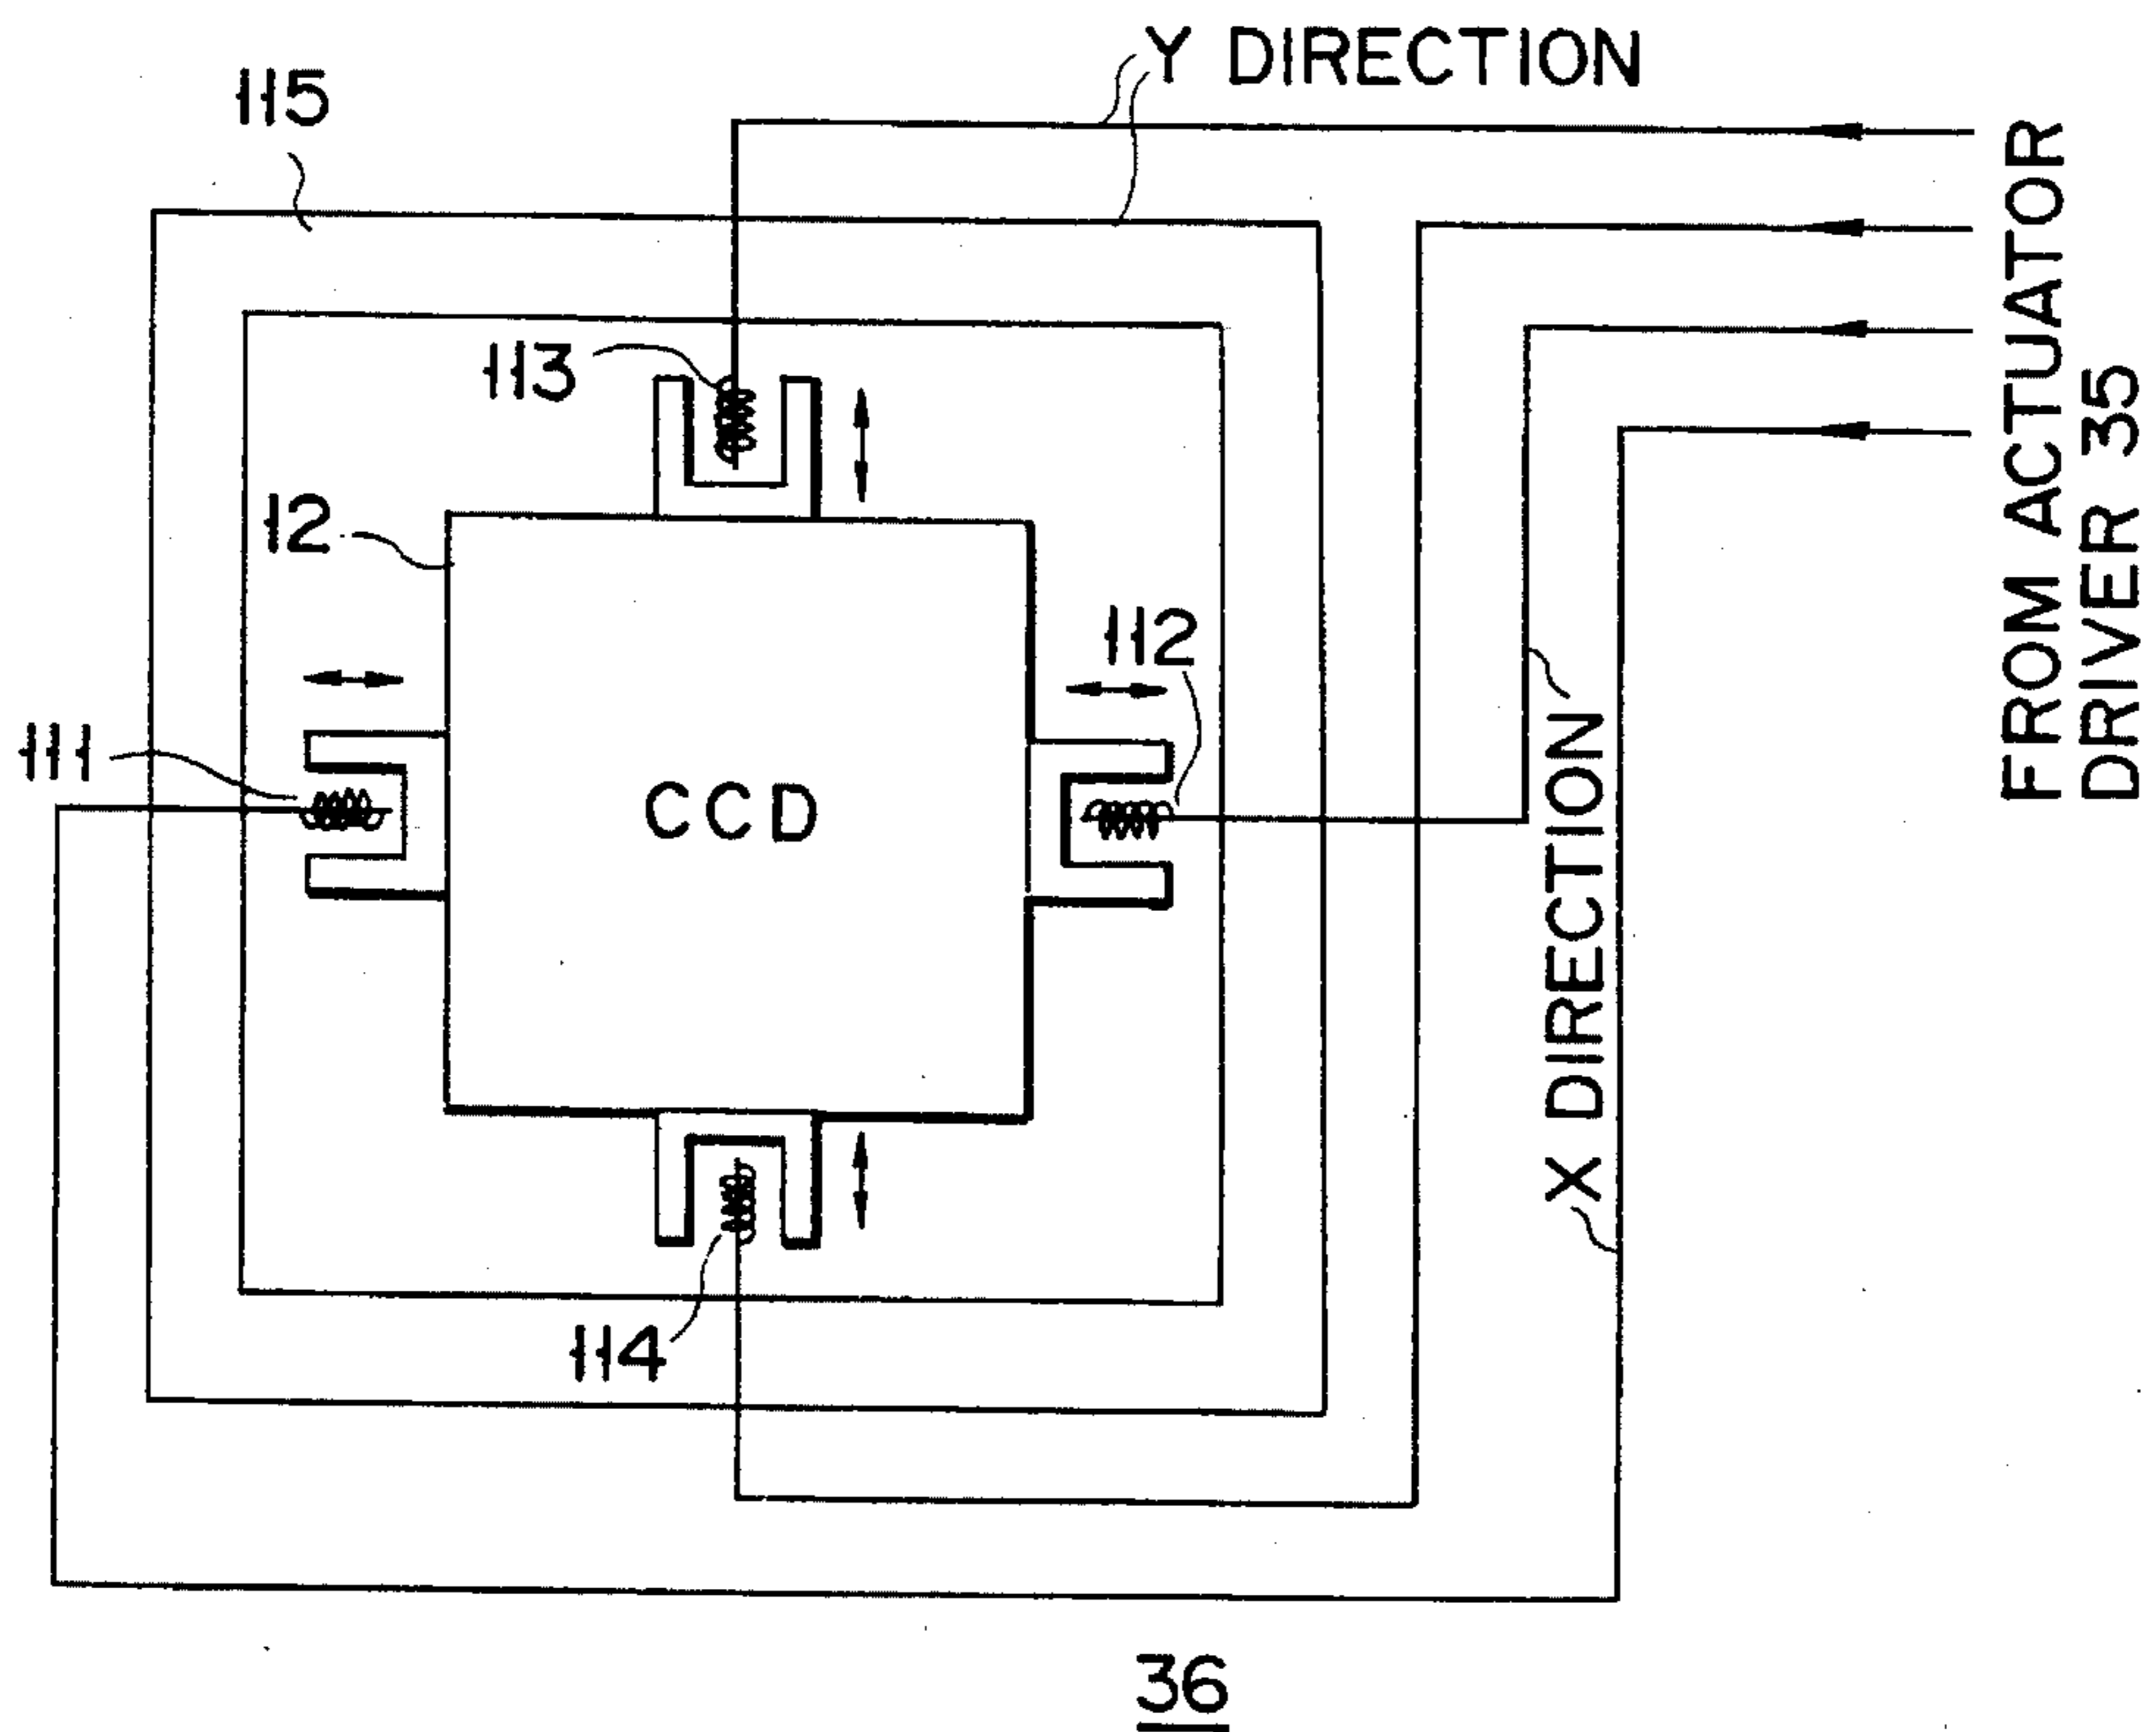 Y DIRECTION
115
113
12
112
111
CCD
X DIRECTION
FROM ACTUATOR
DRIVER 35
114
36